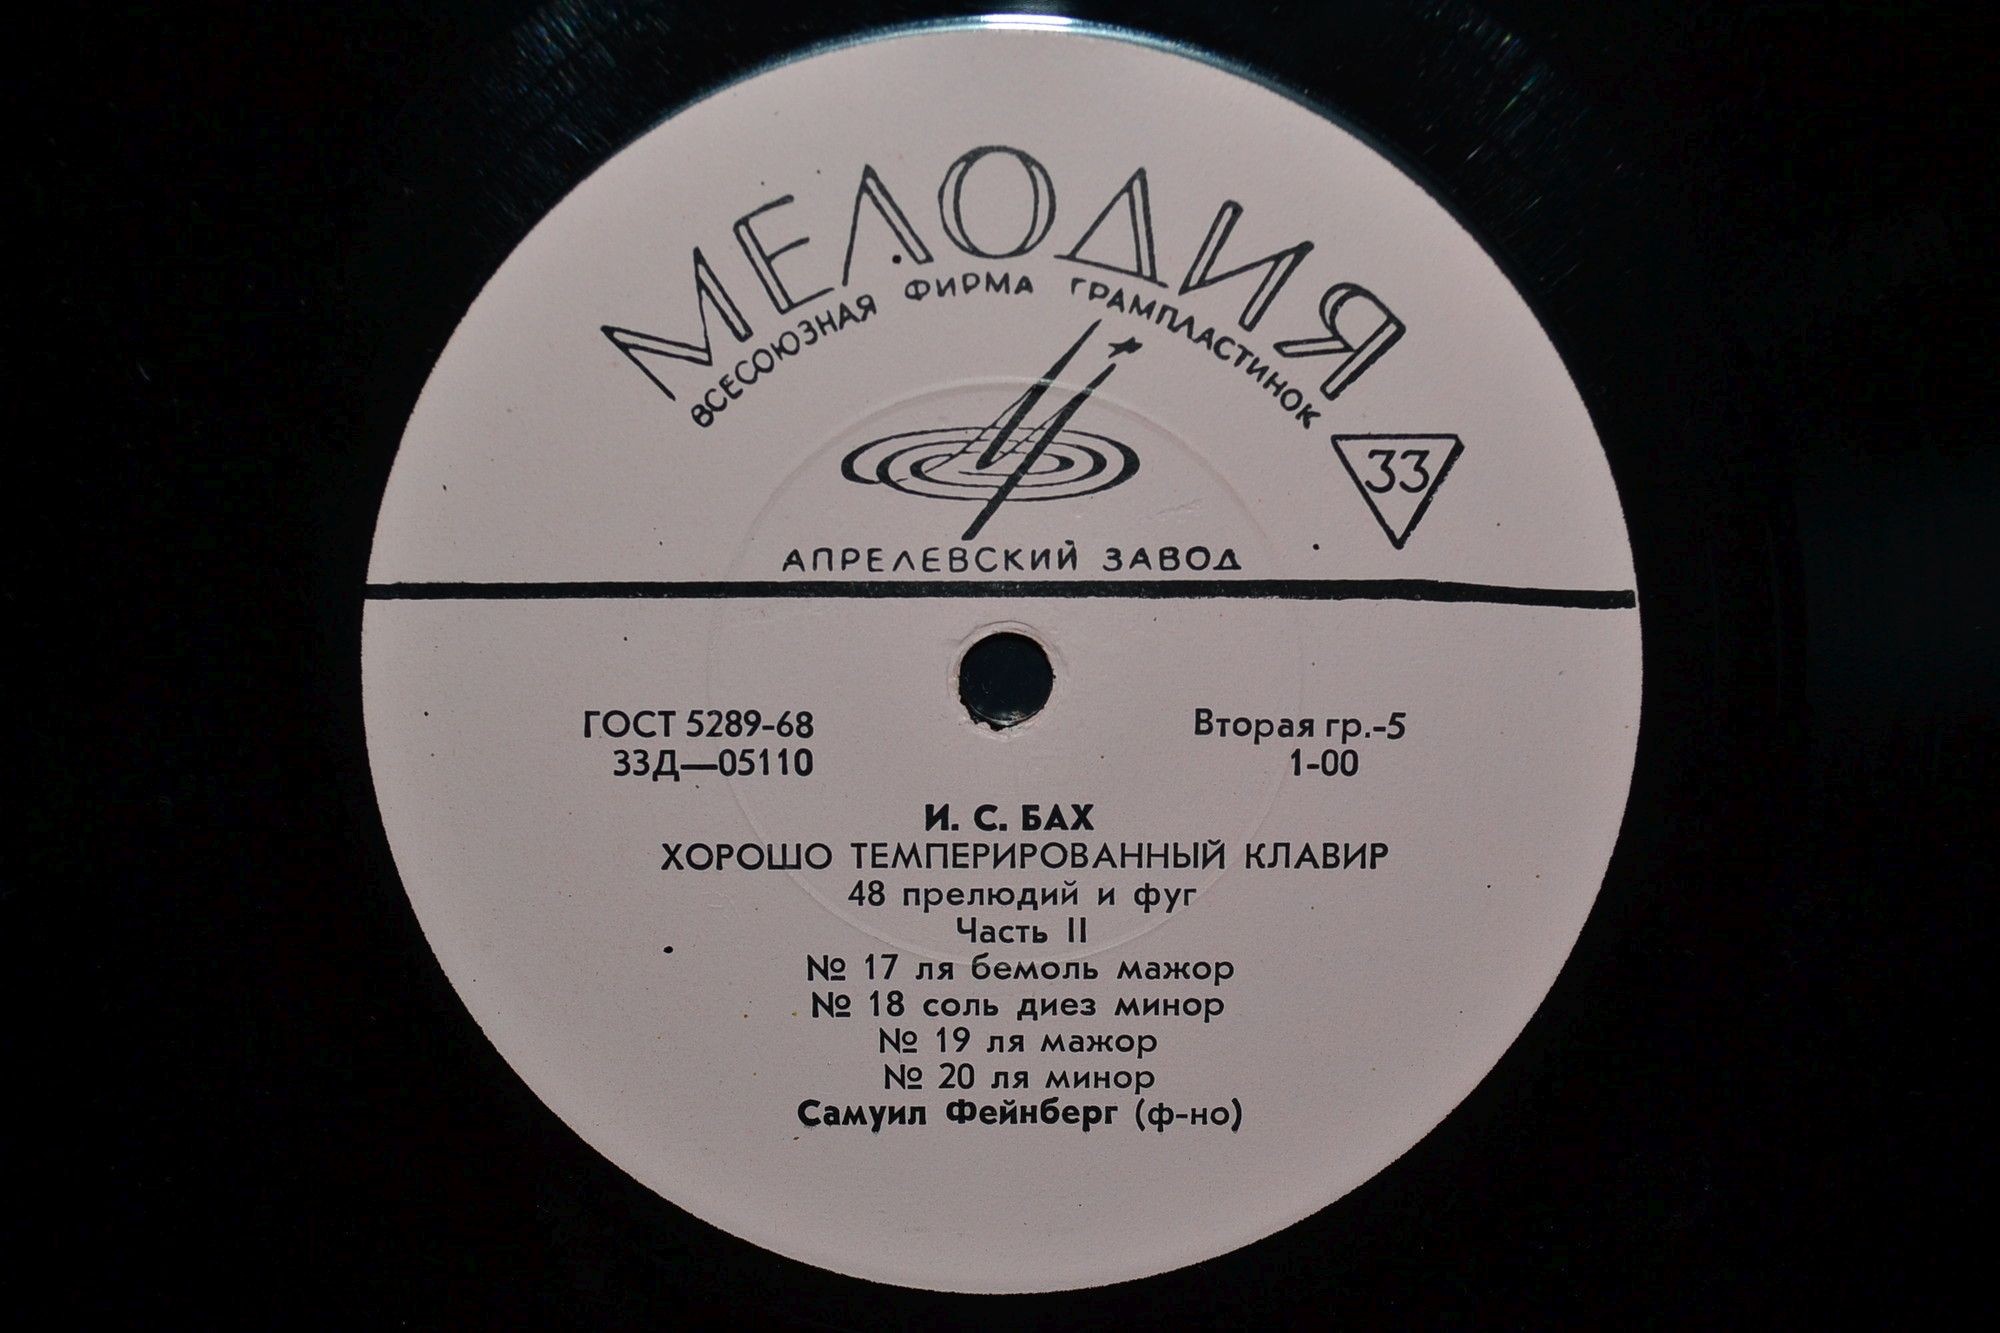 МЕЛОДИЯ
ВСЕСОЮЗНАЯ ФИРМА ГРАМПЛАСТИНОК
33
АПРЕЛЕВСКИЙ ЗАВОД
ГОСТ 5289-68
33Д—05110
Вторая гр.-5
1-00
И. С. БАХ
ХОРОШО ТЕМПЕРИРОВАННЫЙ КЛАВИР
48 прелюдий и фуг
Часть II
№ 17 ля бемоль мажор
№ 18 соль диез минор
№ 19 ля мажор
№ 20 ля минор
Самуил Фейнберг (ф-но)